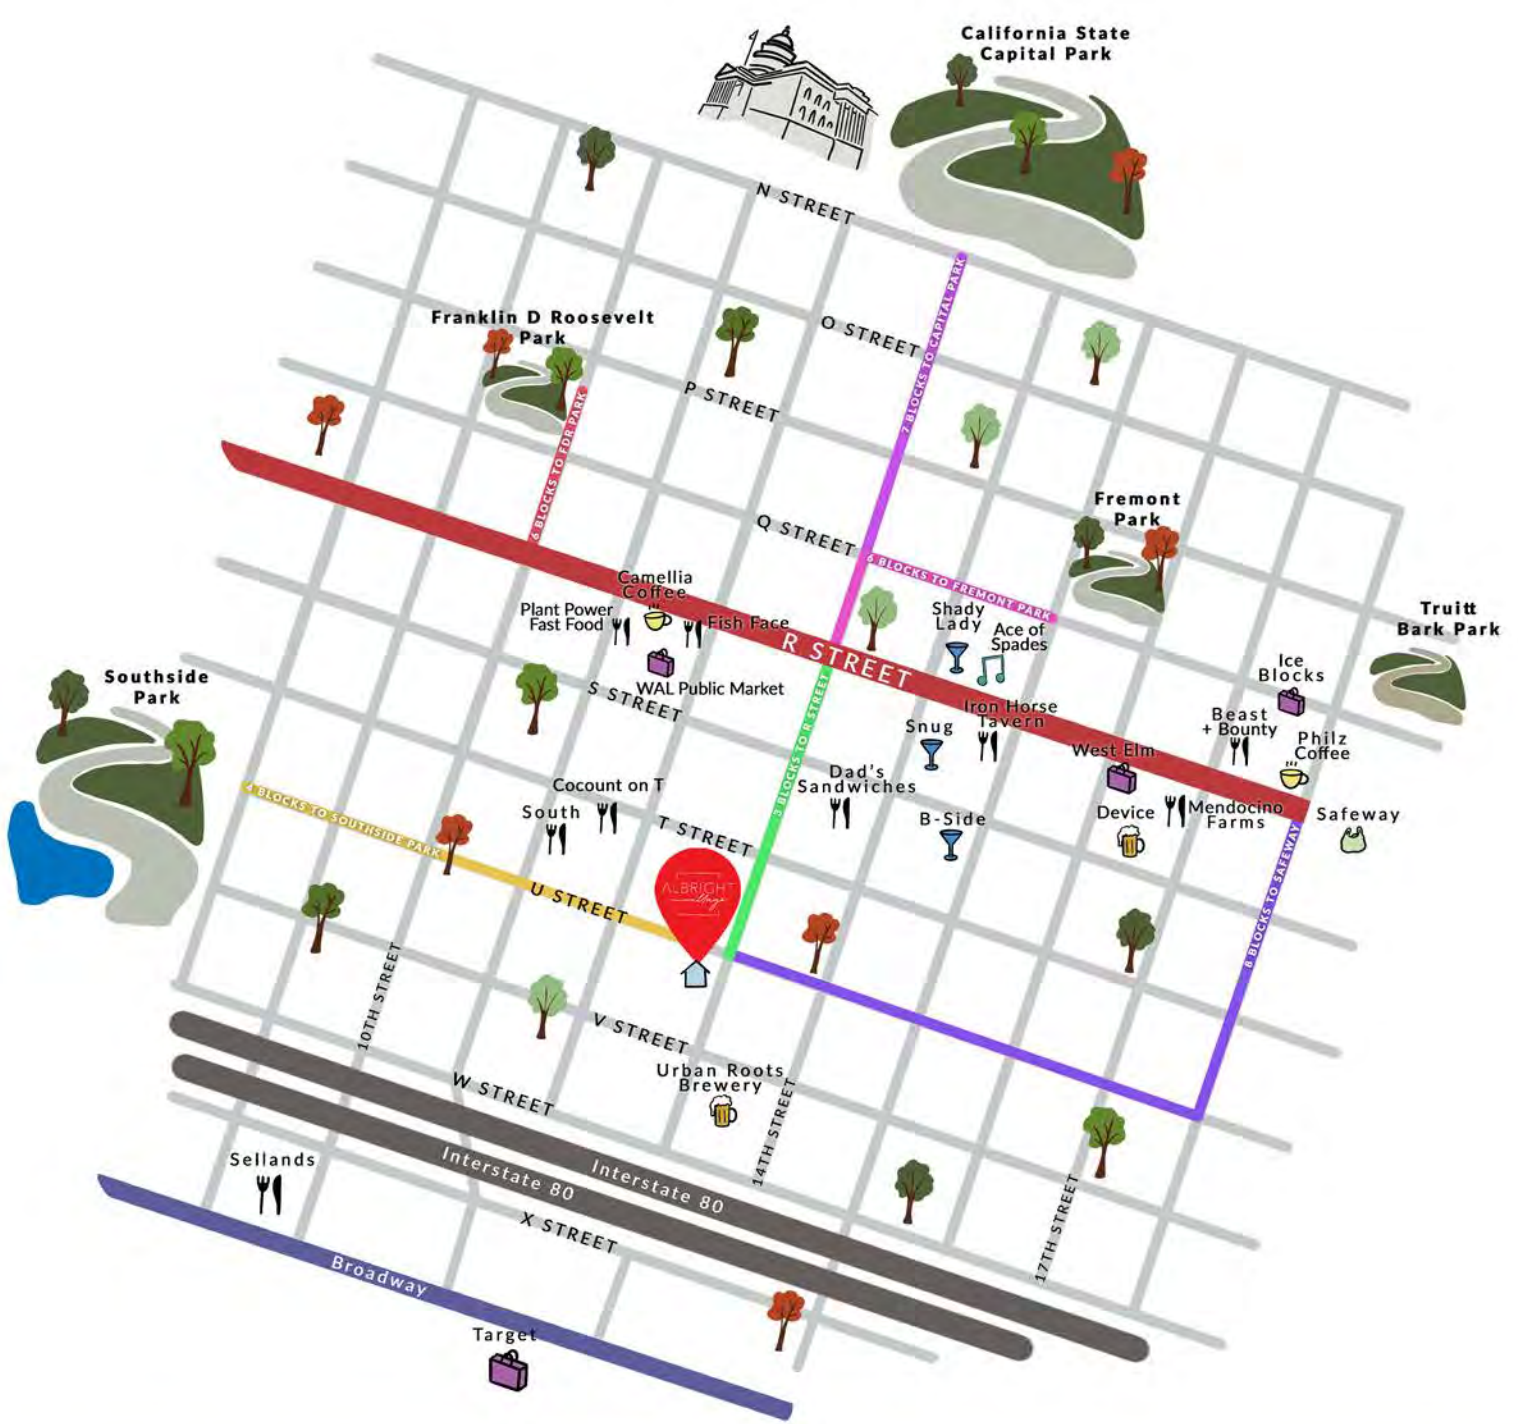 California State
Capital Park
N STREET
7 BLOCKS TO CAPITAL PARK
O STREET
Franklin D Roosevelt
Park
P STREET
6 BLOCKS TO FDR PARK
Q STREET
6 BLOCKS TO FREMONT PARK
Fremont
Park
Truitt
Bark Park
Camellia
Coffee
Plant Power
Fast Food
Fish Face
WAL Public Market
R STREET
Shady
Lady
Ace of
Spades
Iron Horse
Tavern
Snug
Ice
Blocks
Beast
+ Bounty
Philz
Coffee
West Elm
Device
Mendocino
Farms
Safeway
Southside
Park
S STREET
3 BLOCKS TO R STREET
Dad's
Sandwiches
B-Side
Cocount on T
South
T STREET
4 BLOCKS TO SOUTHSIDE PARK
U STREET
ALBRIGHT
village
8 BLOCKS TO SAFEWAY
10TH STREET
V STREET
Urban Roots
Brewery
W STREET
14TH STREET
17TH STREET
Interstate 80
Interstate 80
Sellands
X STREET
Broadway
Target